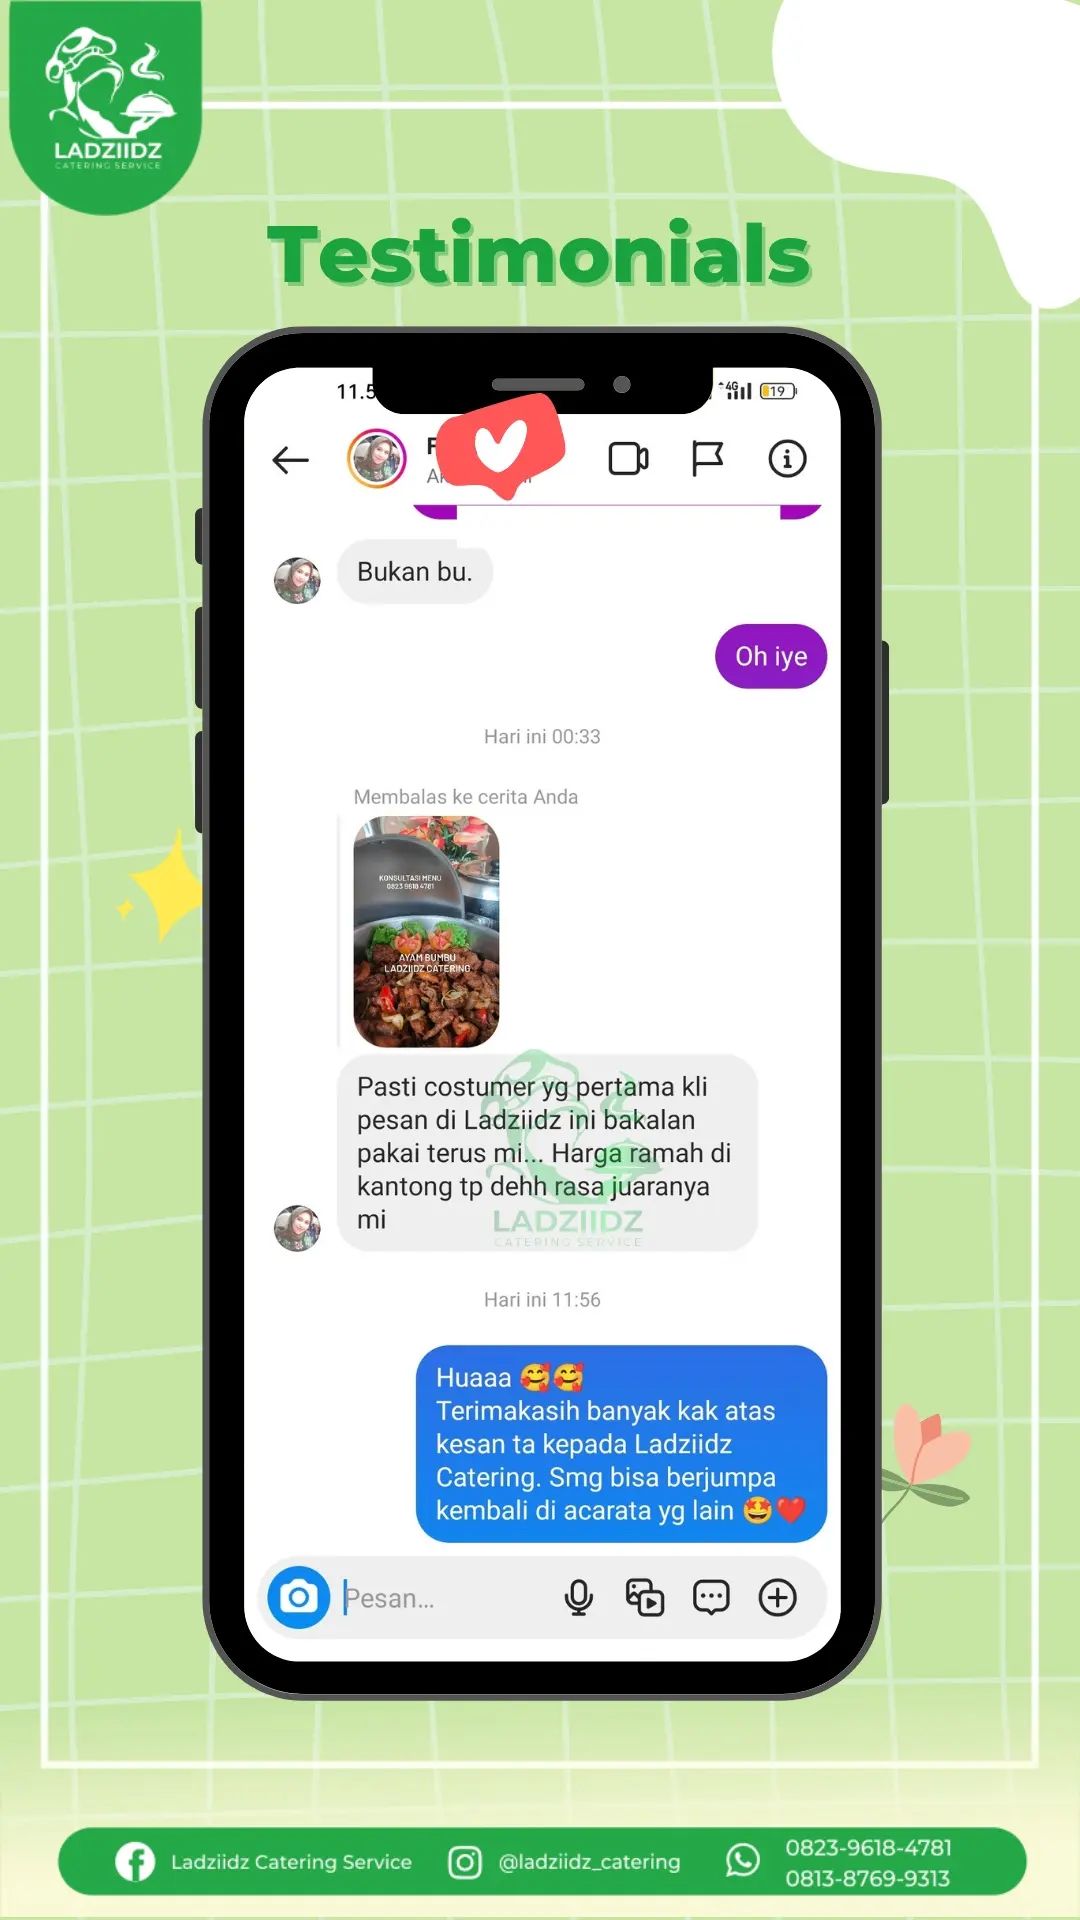 LADZIIDZ
CATERING SERVICE
Testimonials
11.5
4G
19
F
Bukan bu.
Oh iye
Hari ini 00:33
Membalas ke cerita Anda
KONSULTASI MENU
0823 9618 4781
AYAM BUMBU
LADZIIDZ CATERING
Pasti costumer yg pertama kli
pesan di Ladziidz ini bakalan
pakai terus mi... Harga ramah di
kantong tp dehh rasa juaranya
mi
LADZIIDZ
CATERING SERVICE
Hari ini 11:56
Huaaa 🥰🥰
Terimakasih banyak kak atas
kesan ta kepada Ladziidz
Catering. Smg bisa berjumpa
kembali di acarata yg lain 🤩❤️
Pesan...
Ladziidz Catering Service
@ladziidz_catering
0823-9618-4781
0813-8769-9313